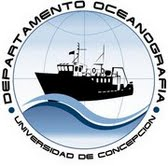 • DEPARTAMENTO OCEANOGRAFIA •
UNIVERSIDAD DE CONCEPCION